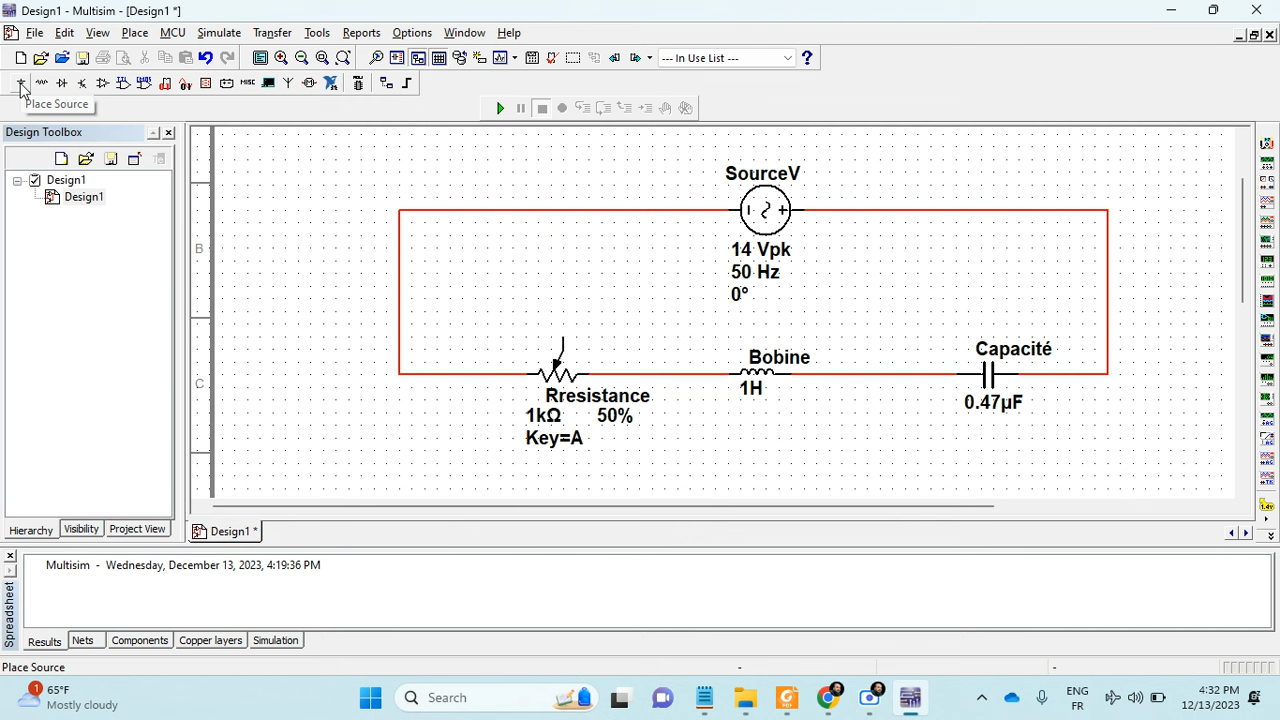 Design1 - Multisim - [Design1 *]
File Edit View Place MCU Simulate Transfer Tools Reports Options Window Help
--- In Use List ---
MISC
Place Source
Design Toolbox
Design1
Design1
B
C
SourceV
14 Vpk
50 Hz
0°
Rresistance
1kΩ 50%
Key=A
Bobine
1H
Capacité
0.47µF
Hierarchy Visibility Project View
Design1 *
Multisim - Wednesday, December 13, 2023, 4:19:36 PM
Spreadsheet
Results Nets Components Copper layers Simulation
Place Source - - -
1
65°F
Mostly cloudy
Search
ENG
FR
4:32 PM
12/13/2023